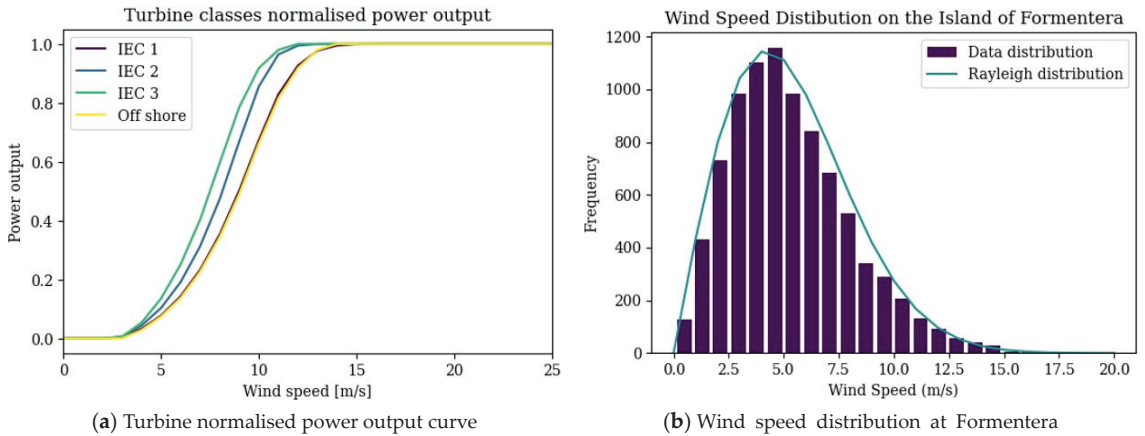 Turbine classes normalised power output
IEC 1
IEC 2
IEC 3
Off shore
Power output
1.0
0.8
0.6
0.4
0.2
0.0
0 5 10 15 20 25
Wind speed [m/s]
(a) Turbine normalised power output curve
Wind Speed Distibution on the Island of Formentera
Data distribution
Rayleigh distribution
Frequency
1200
1000
800
600
400
200
0
0.0 2.5 5.0 7.5 10.0 12.5 15.0 17.5 20.0
Wind Speed (m/s)
(b) Wind speed distribution at Formentera